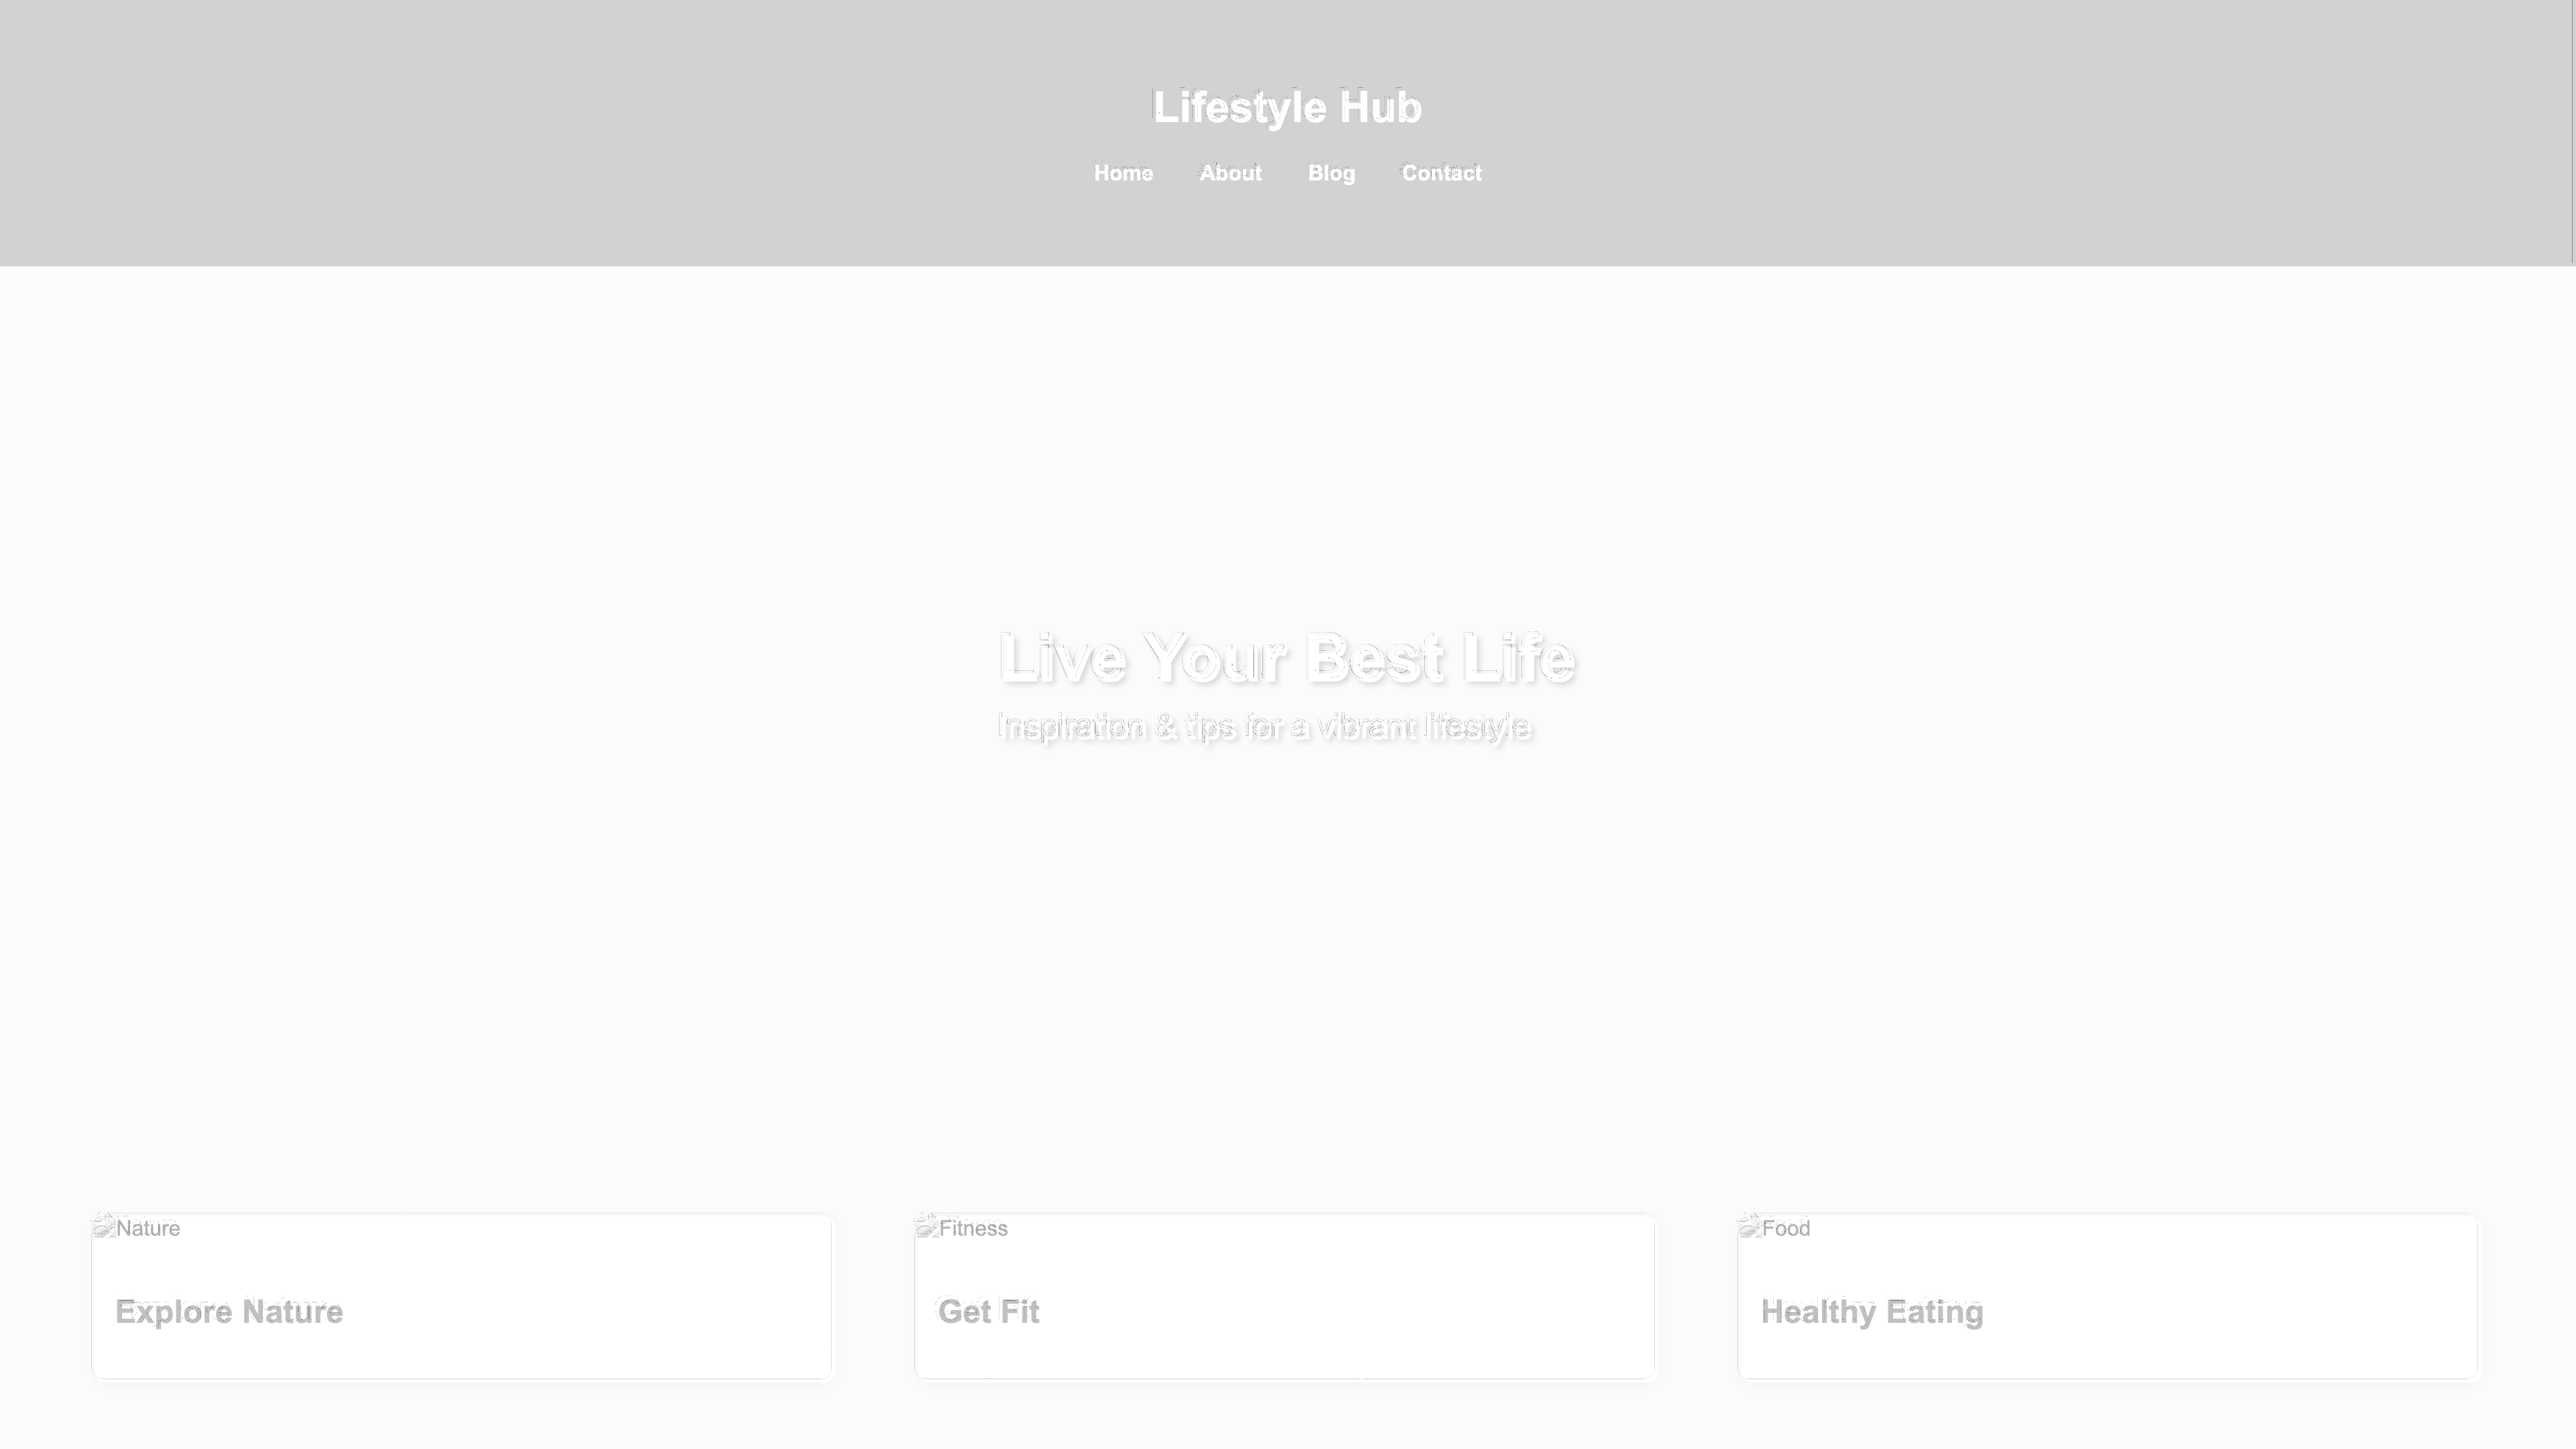 Lifestyle Hub
Home About Blog Contact
Live Your Best Life
Inspiration & tips for a vibrant lifestyle
Nature Fitness Food
Explore Nature Get Fit Healthy Eating